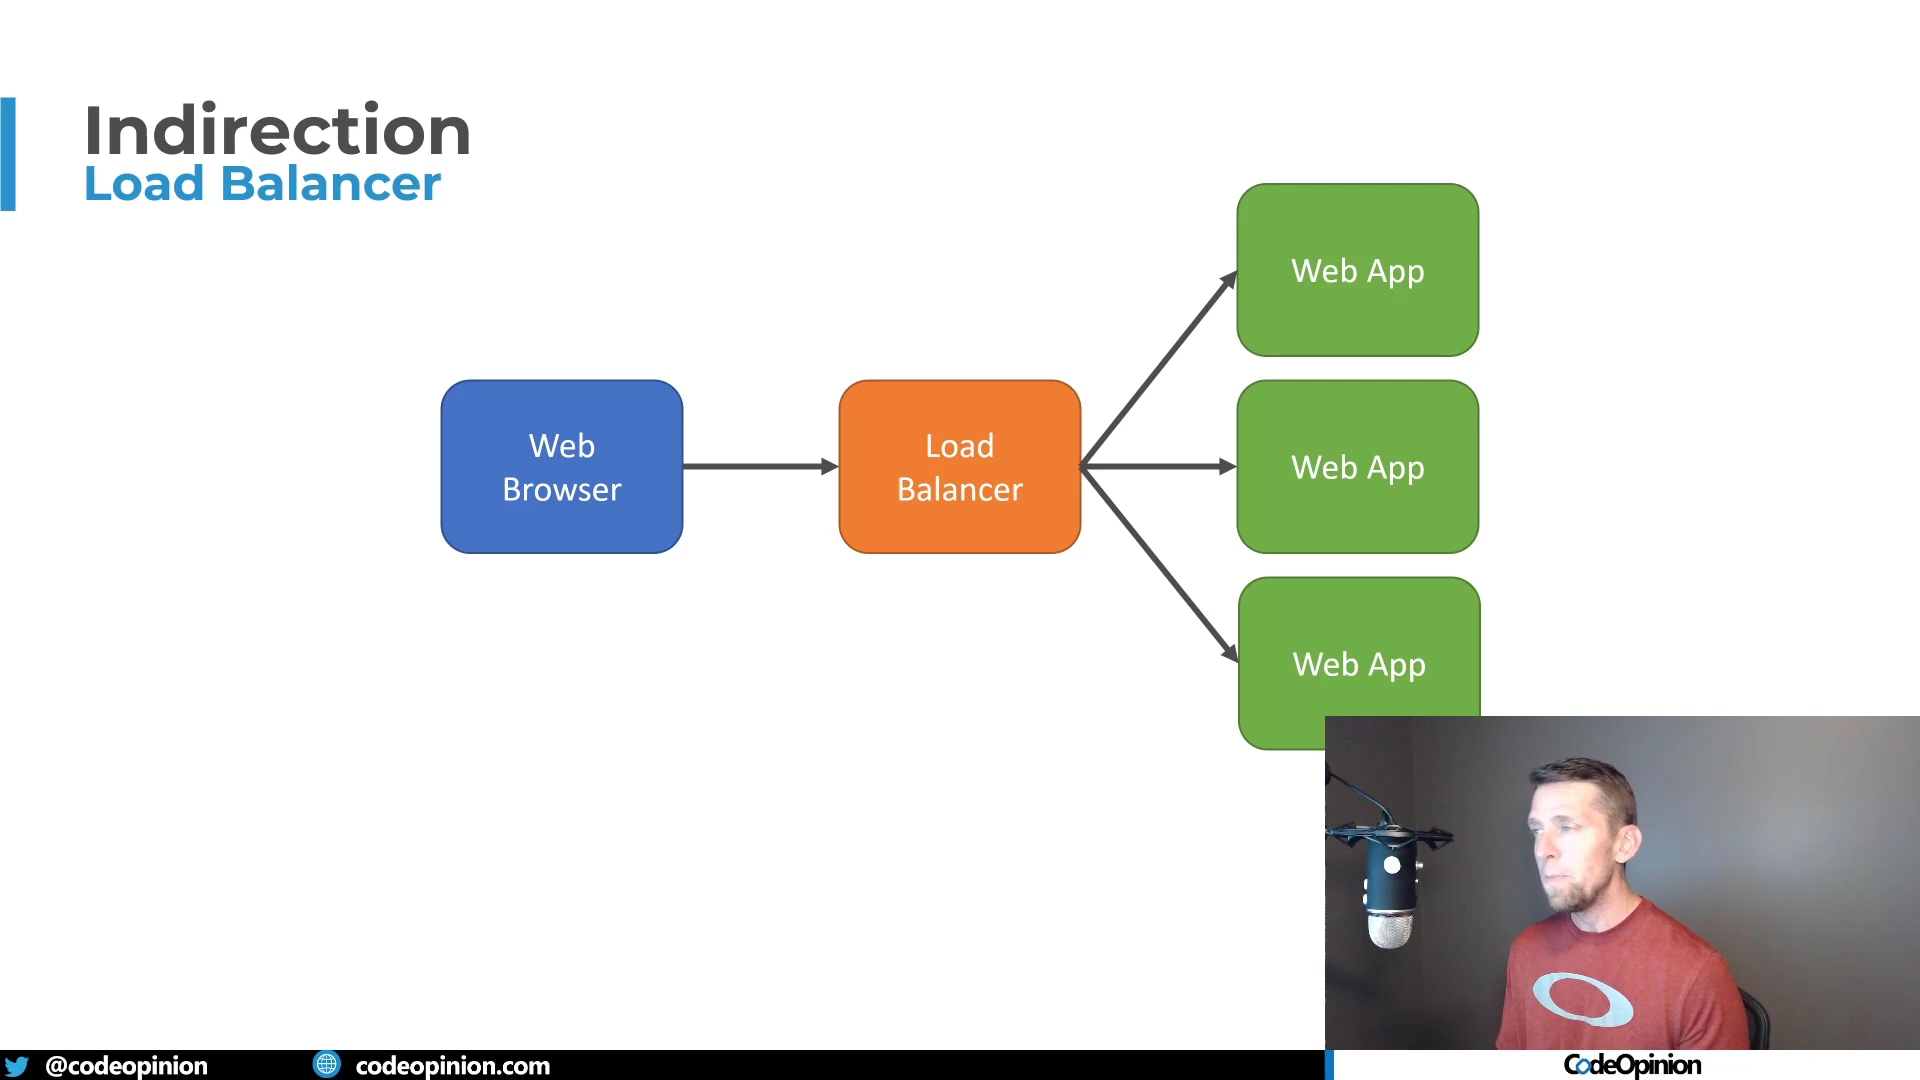 Indirection
Load Balancer
Web App
Web
Browser
Load
Balancer
Web App
Web App
@codeopinion
codeopinion.com
CodeOpinion